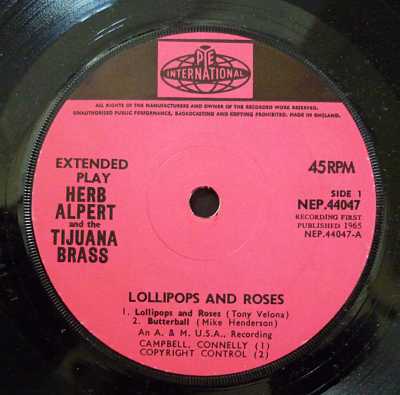 PYE
INTERNATIONAL
ALL RIGHTS OF THE MANUFACTURERS AND OWNER OF THE RECORDED WORK RESERVED.
UNAUTHORISED PUBLIC PERFORMANCE, BROADCASTING AND COPYING PROHIBITED. MADE IN ENGLAND.
EXTENDED
PLAY
HERB
ALPERT
and the
TIJUANA
BRASS
45RPM
SIDE 1
NEP.44047
RECORDING FIRST
PUBLISHED 1965
NEP.44047-A
LOLLIPOPS AND ROSES
1. Lollipops and Roses (Tony Velona)
2. Butterball (Mike Henderson)
An A. & M. U.S.A., Recording
CAMPBELL, CONNELLY (1)
COPYRIGHT CONTROL (2)